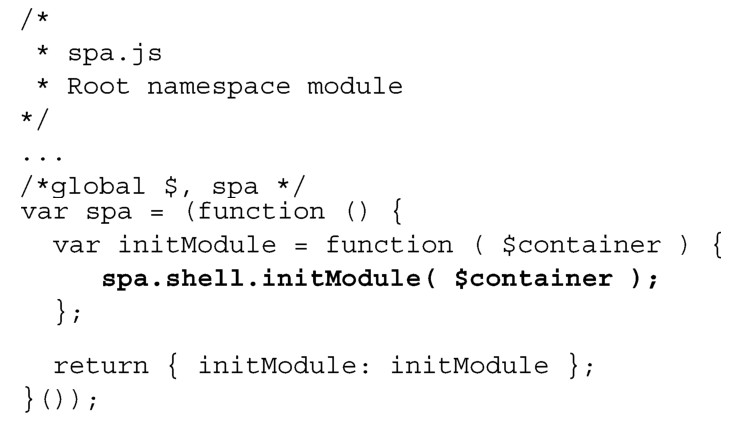 /*
 * spa.js
 * Root namespace module
*/
...
/*global $, spa */
var spa = (function () {
  var initModule = function ( $container ) {
     spa.shell.initModule( $container );
  };

  return { initModule: initModule };
}());